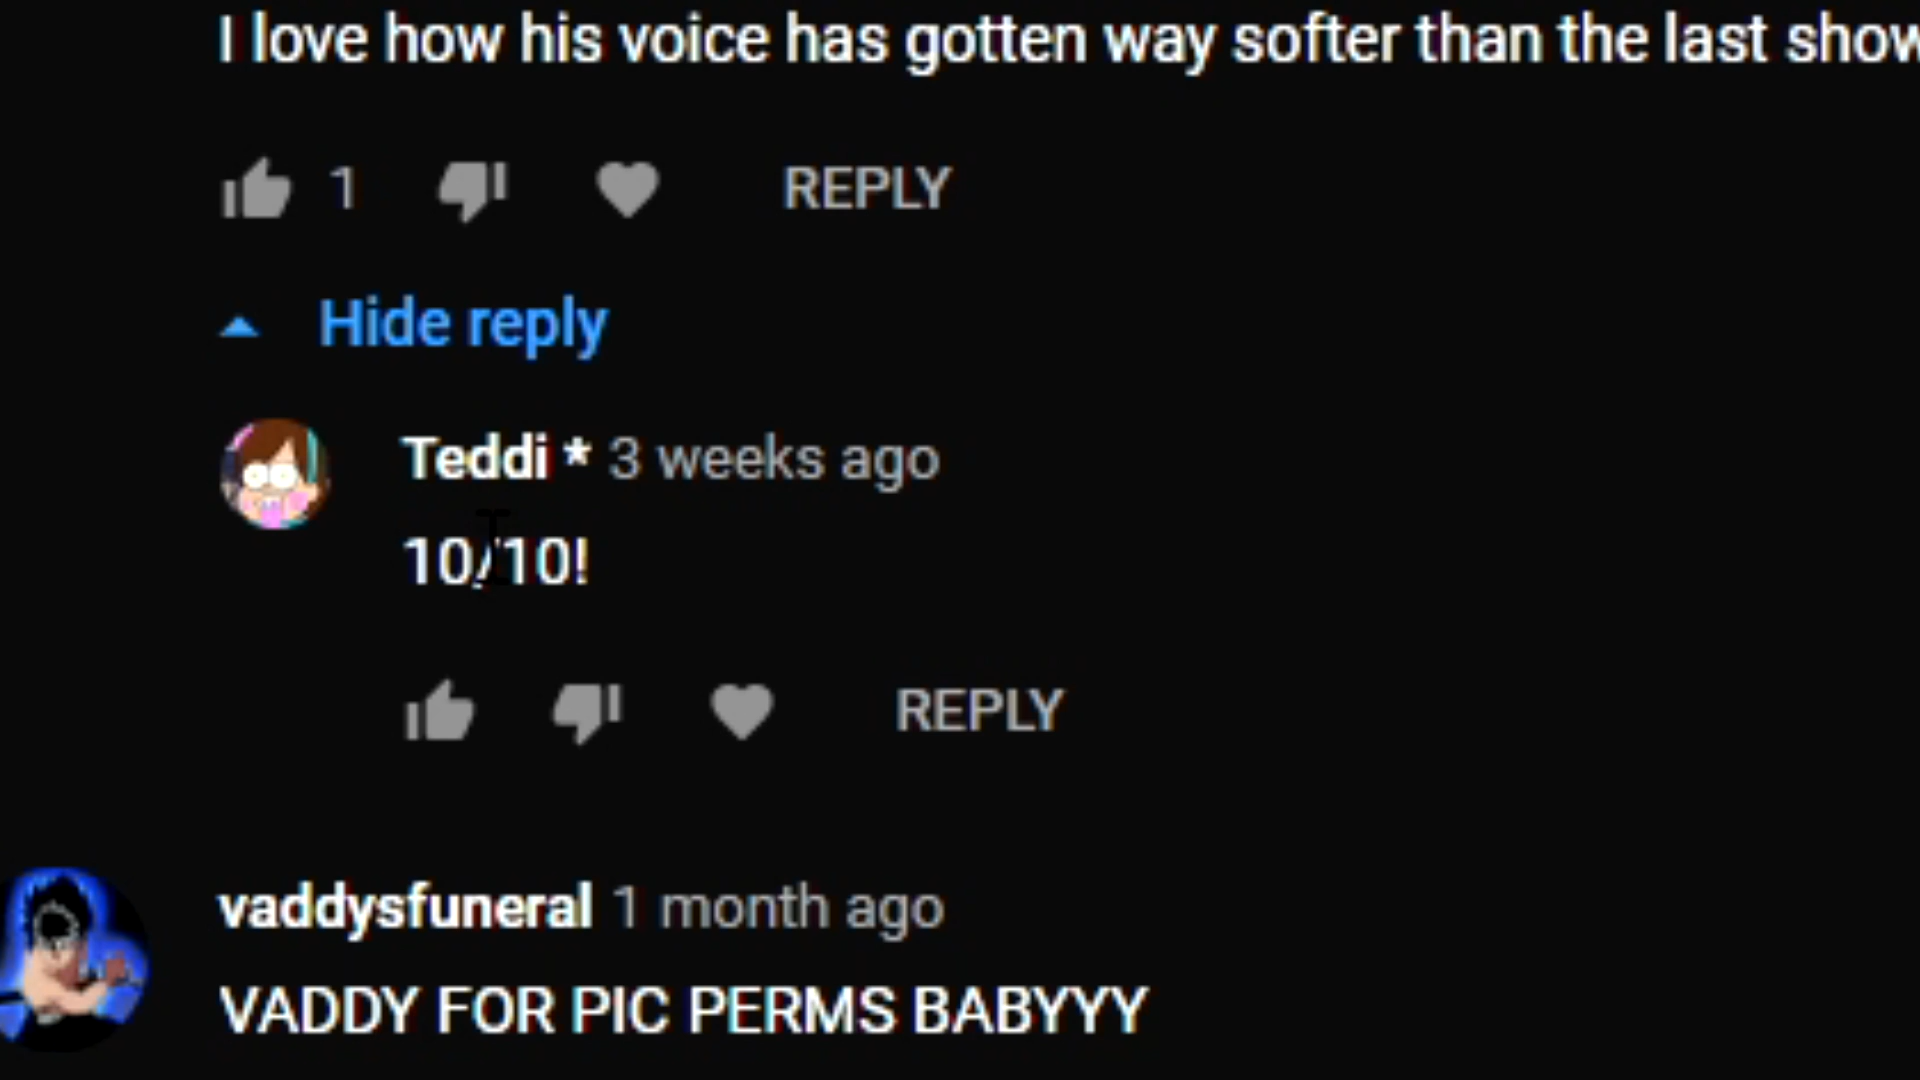 I love how his voice has gotten way softer than the last show
1 REPLY
Hide reply
Teddi * 3 weeks ago
10/10!
REPLY
vaddysfuneral 1 month ago
VADDY FOR PIC PERMS BABYYY